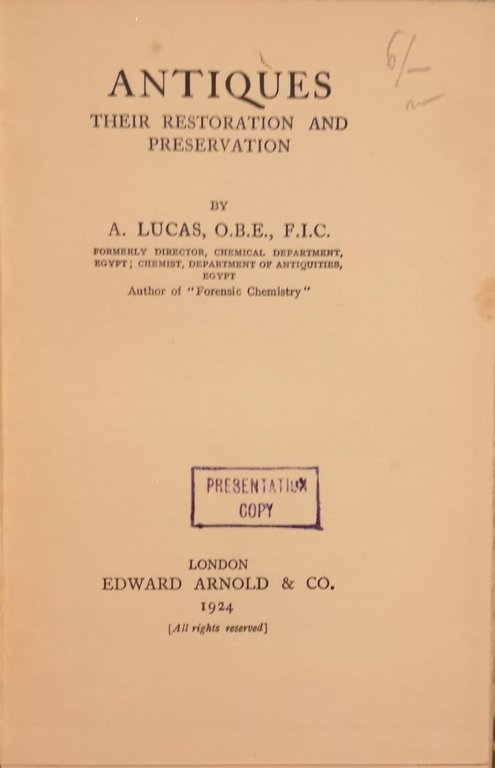 6/-
ANTIQUES
THEIR RESTORATION AND
PRESERVATION
BY
A. LUCAS, O.B.E., F.I.C.
FORMERLY DIRECTOR, CHEMICAL DEPARTMENT,
EGYPT; CHEMIST, DEPARTMENT OF ANTIQUITIES,
EGYPT
Author of "Forensic Chemistry"
PRESENTATION
COPY
LONDON
EDWARD ARNOLD & CO.
1924
[All rights reserved]